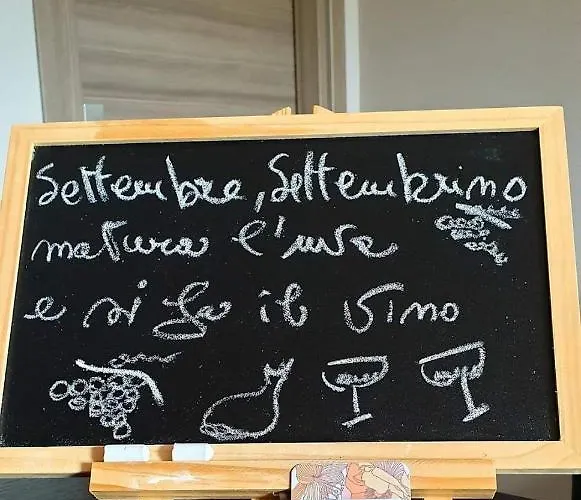 Settembre, Settembrino
matura l'uva
e si fa il vino